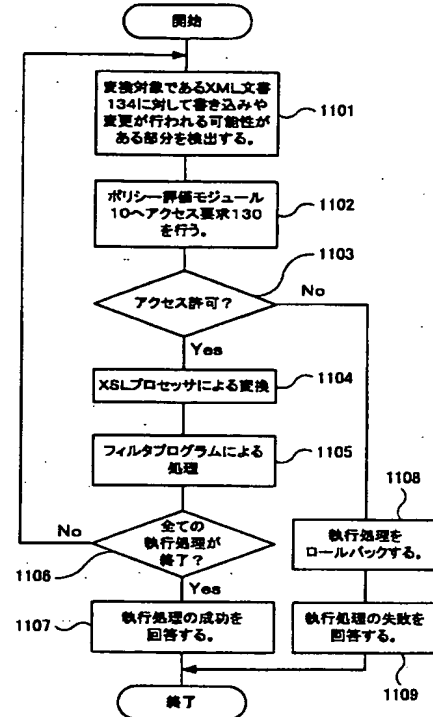 開始
変換対象であるXML文書
134に対して書き込みや
変更が行われる可能性が
ある部分を検出する。
1101
ポリシー評価モジュール
10へアクセス要求130
を行う。
1102
1103
アクセス許可?
No
Yes
XSLプロセッサによる変換
1104
フィルタプログラムによる
処理
1105
全ての
執行処理が
終了?
No
1106
Yes
1108
執行処理を
ロールバックする。
1107
執行処理の成功を
回答する。
執行処理の失敗を
回答する。
1109
終了